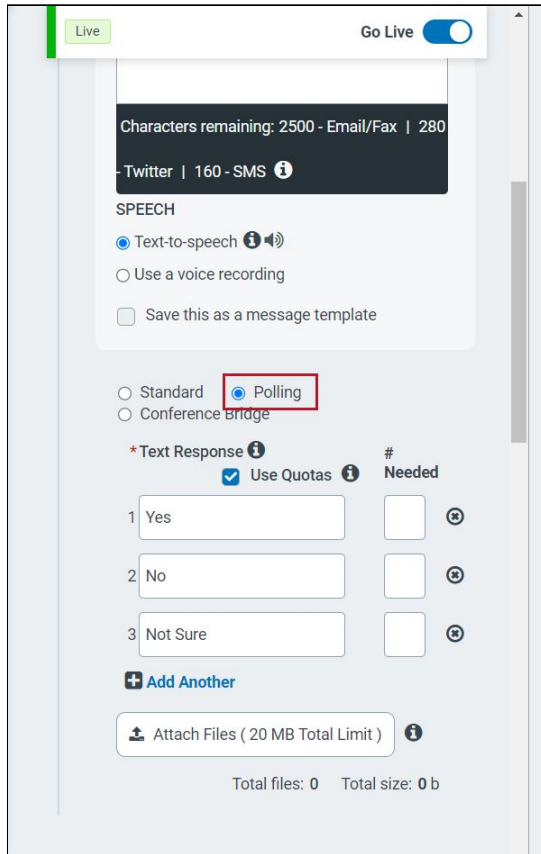 Live Go Live
Characters remaining: 2500 - Email/Fax | 280
- Twitter | 160 - SMS
SPEECH
Text-to-speech
Use a voice recording
Save this as a message template
Standard Polling
Conference Bridge
* Text Response #
Use Quotas Needed
1 Yes
2 No
3 Not Sure
Add Another
Attach Files ( 20 MB Total Limit )
Total files: 0 Total size: 0 b